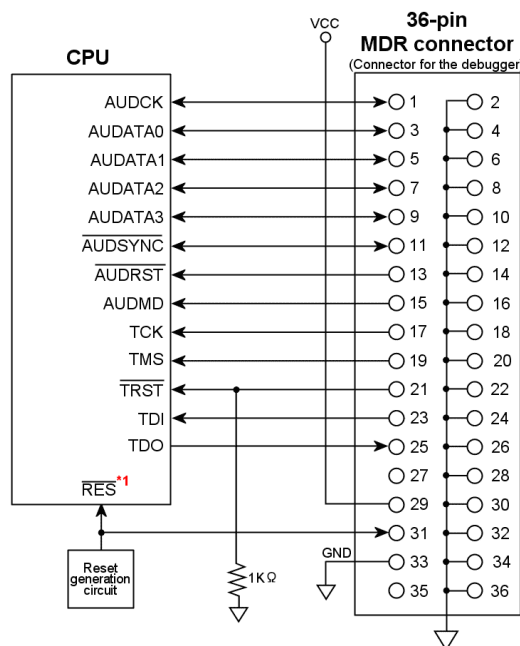 VCC
36-pin
MDR connector
(Connector for the debugger
CPU
AUDCK 1 2
AUDATA0 3 4
AUDATA1 5 6
AUDATA2 7 8
AUDATA3 9 10
AUDSYNC 11 12
AUDRST 13 14
AUDMD 15 16
TCK 17 18
TMS 19 20
TRST 21 22
TDI 23 24
TDO 25 26
27 28
RES*1 29 30
31 32
GND 33 34
Reset
generation
circuit
1KΩ
35 36